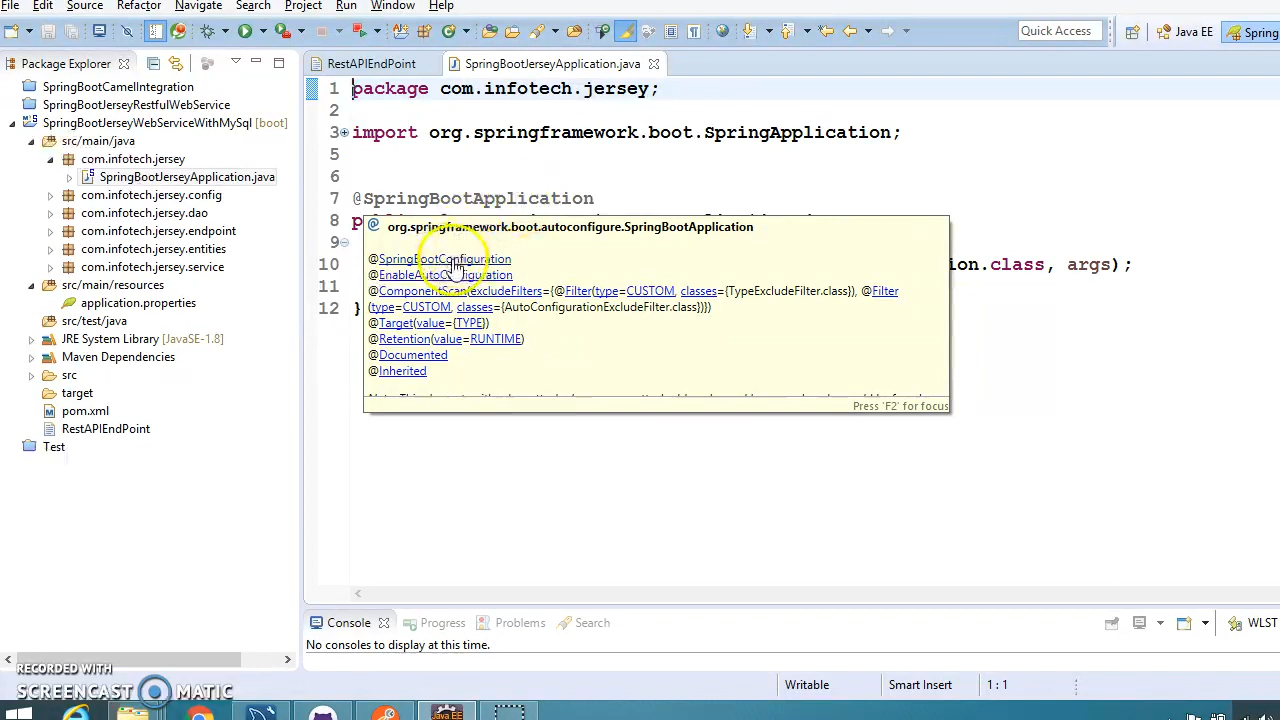 File Edit Source Refactor Navigate Search Project Run Window Help
Quick Access Java EE Spring
Package Explorer
RestAPIEndPoint SpringBootJerseyApplication.java
SpringBootCamelIntegration
SpringBootJerseyRestfulWebService
SpringBootJerseyWebServiceWithMySql [boot]
src/main/java
com.infotech.jersey
SpringBootJerseyApplication.java
com.infotech.jersey.config
com.infotech.jersey.dao
com.infotech.jersey.endpoint
com.infotech.jersey.entities
com.infotech.jersey.service
src/main/resources
application.properties
src/test/java
JRE System Library [JavaSE-1.8]
Maven Dependencies
src
target
pom.xml
RestAPIEndPoint
Test
1 package com.infotech.jersey;
2
3 import org.springframework.boot.SpringApplication;
5
6
7 @SpringBootApplication
8 p
9
10 ion.class, args);
11
12 }
@ org.springframework.boot.autoconfigure.SpringBootApplication
@SpringBootConfiguration
@EnableAutoConfiguration
@ComponentScan(excludeFilters={@Filter(type=CUSTOM, classes={TypeExcludeFilter.class}), @Filter
(type=CUSTOM, classes={AutoConfigurationExcludeFilter.class})})
@Target(value={TYPE})
@Retention(value=RUNTIME)
@Documented
@Inherited
Press 'F2' for focus
Console Progress Problems Search
WLST
No consoles to display at this time.
Writable Smart Insert 1 : 1
RECORDED WITH
SCREENCAST MATIC
Java EE